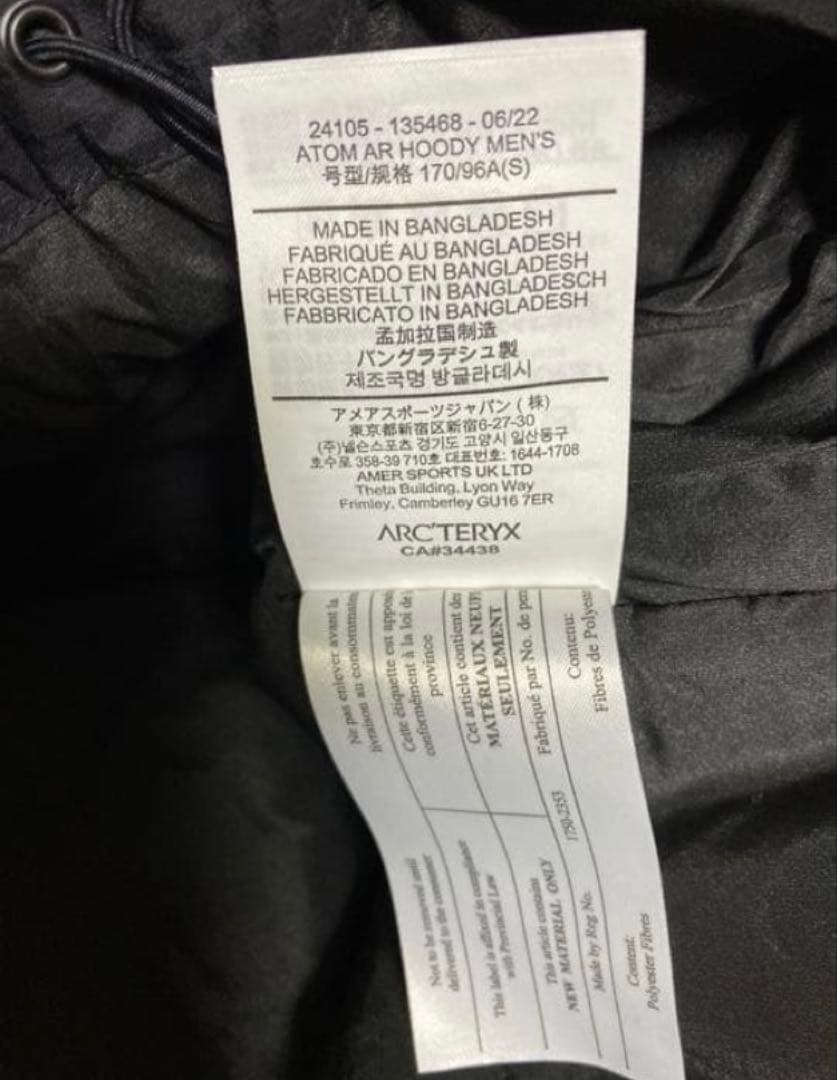 24105 - 135468 - 06/22
ATOM AR HOODY MEN'S
号型/规格 170/96A(S)
MADE IN BANGLADESH
FABRIQUÉ AU BANGLADESH
FABRICADO EN BANGLADESH
HERGESTELLT IN BANGLADESCH
FABBRICATO IN BANGLADESH
孟加拉国制造
バングラデシュ製
제조국명 방글라데시
アメアスポーツジャパン (株)
東京都新宿区新宿6-27-30
(주)넬슨스포츠 경기도 고양시 일산동구
호수로 358-39 710호 대표번호: 1644-1708
AMER SPORTS UK LTD
Theta Building, Lyon Way
Frimley, Camberley GU16 7ER
ARC'TERYX
CA#34438
Ne pas enlever avant la
livraison au consommateur
Cette étiquette est
conformément à la loi de
province
Cet article contient des
MATÉRIAUX NEUFS
SEULEMENT
Fabriqué par No. de
Contenu:
Fibres de
Not to be removed until
delivered to the consumer
This label is affixed in compliance
with Provincial Law
This article contains
NEW MATERIAL ONLY
Made by Reg No.
1750-2353
Content:
Polyester Fibres